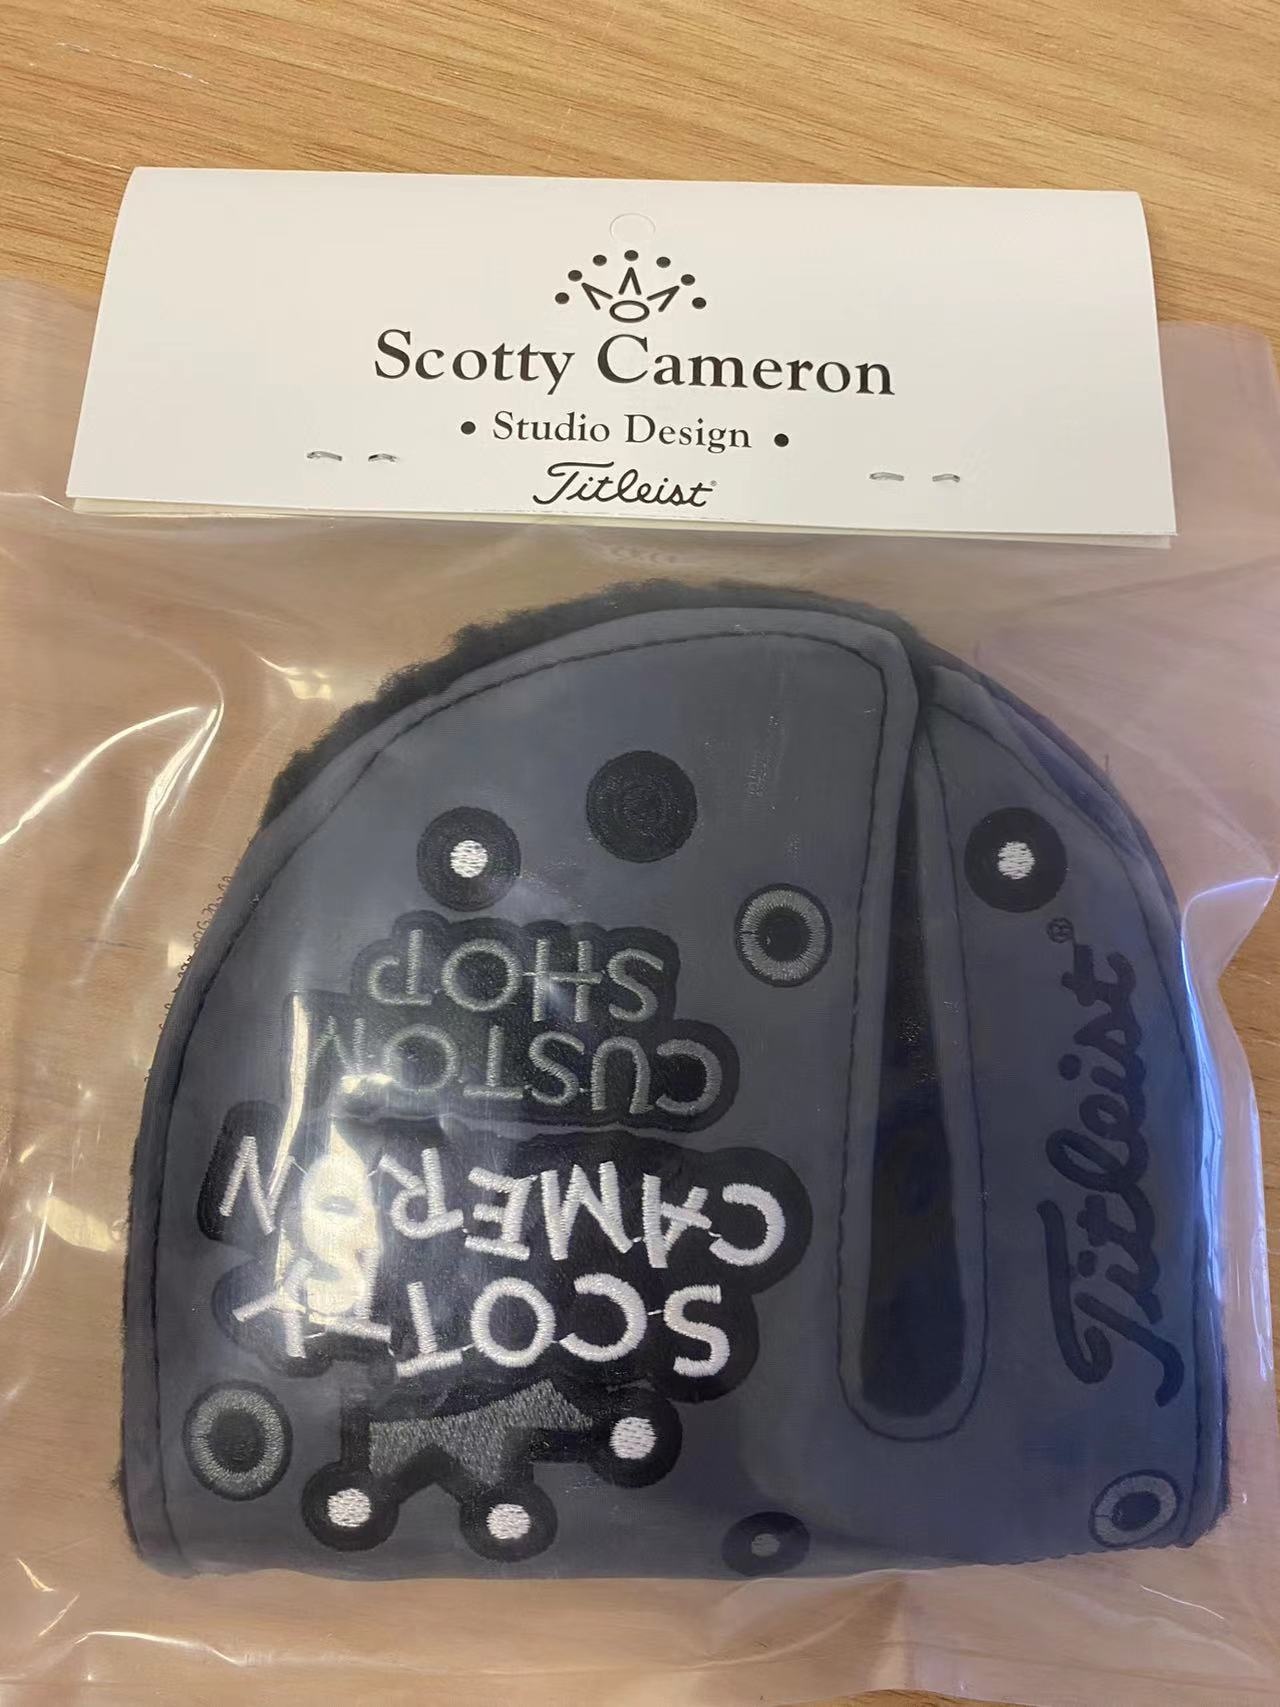 Scotty Cameron
• Studio Design •
Titleist®
SCOTTY
CAMERON
CUSTOM
SHOP
Titleist®